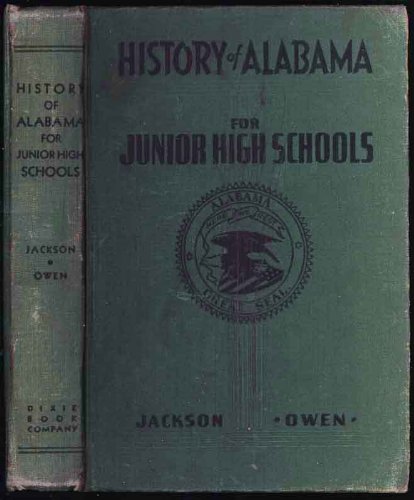 HISTORY
OF
ALABAMA
FOR
JUNIOR HIGH
SCHOOLS
JACKSON
•
OWEN
DIXIE
BOOK
COMPANY
HISTORY of ALABAMA
FOR
JUNIOR HIGH SCHOOLS
ALABAMA
GREAT SEAL
JACKSON • OWEN •